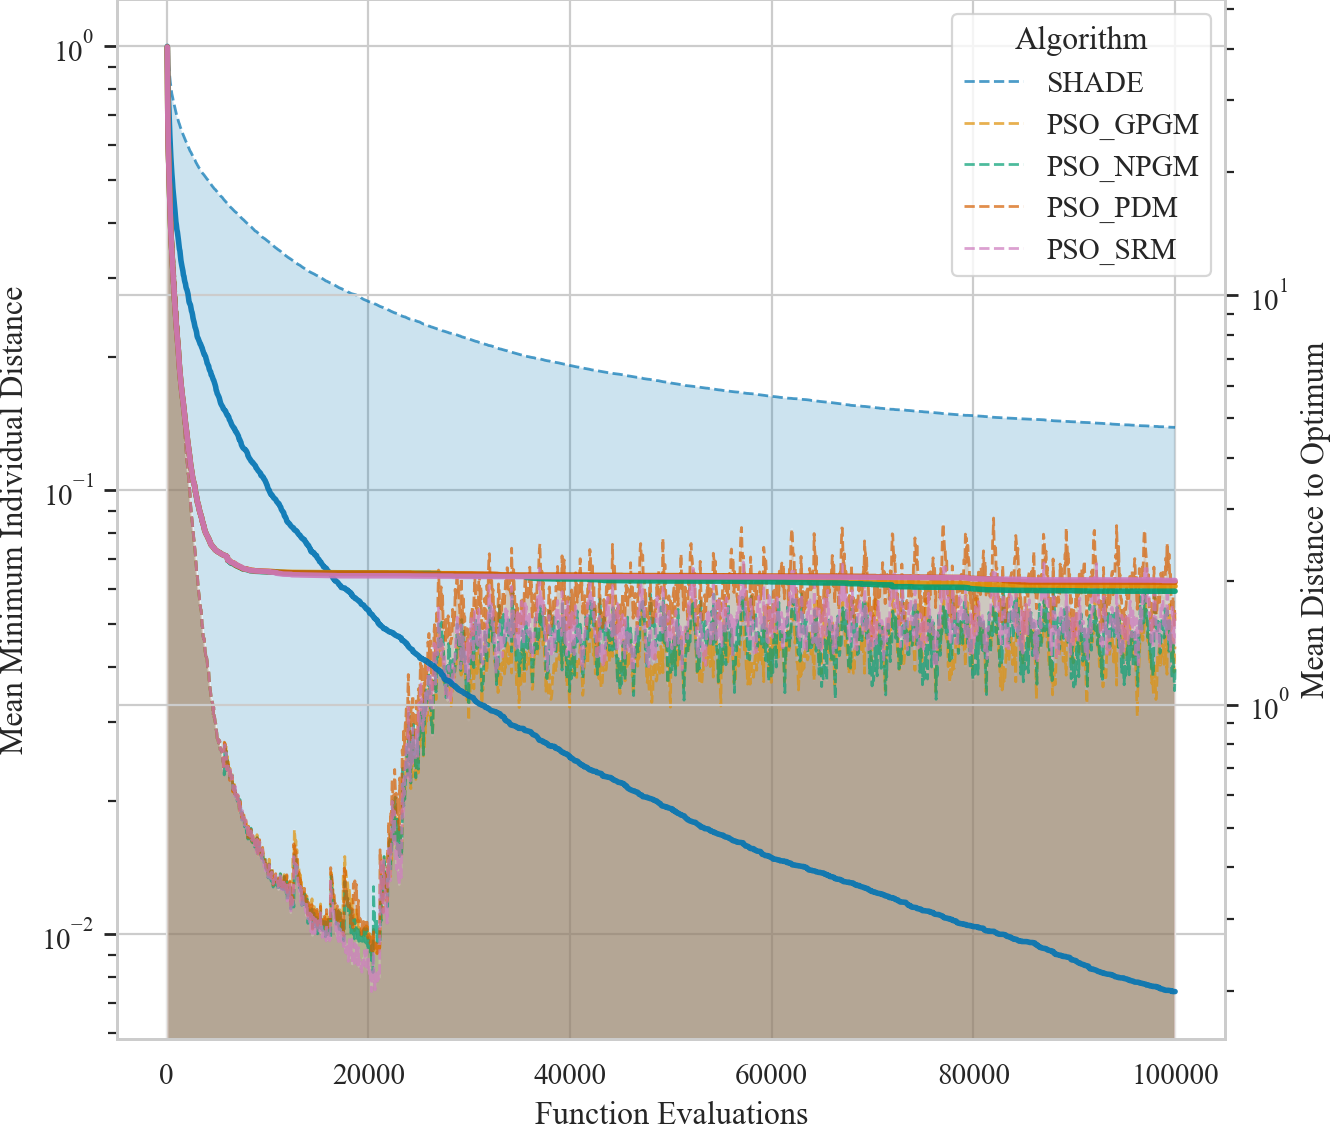 Algorithm
SHADE
PSO_GPGM
PSO_NPGM
PSO_PDM
PSO_SRM
10^0
10^−1
10^−2
Mean Minimum Individual Distance
10^1
10^0
Mean Distance to Optimum
0 20000 40000 60000 80000 100000
Function Evaluations